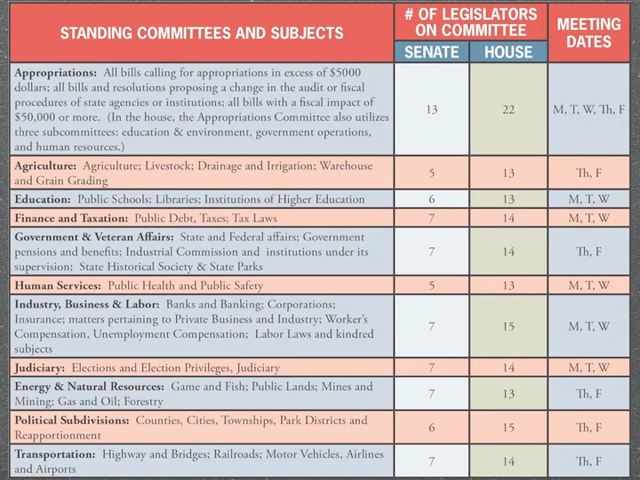 STANDING COMMITTEES AND SUBJECTS
# OF LEGISLATORS
ON COMMITTEE
SENATE HOUSE
MEETING
DATES
Appropriations: All bills calling for appropriations in excess of $5000
dollars; all bills and resolutions proposing a change in the audit or fiscal
procedures of state agencies or institutions; all bills with a fiscal impact of
$50,000 or more. (In the house, the Appropriations Committee also utilizes
three subcommittees: education & environment, government operations,
and human resources.)
13 22 M, T, W, Th, F
Agriculture: Agriculture; Livestock; Drainage and Irrigation; Warehouse
and Grain Grading
5 13 Th, F
Education: Public Schools; Libraries; Institutions of Higher Education 6 13 M, T, W
Finance and Taxation: Public Debt, Taxes; Tax Laws 7 14 M, T, W
Government & Veteran Affairs: State and Federal affairs; Government
pensions and benefits; Industrial Commission and institutions under its
supervision; State Historical Society & State Parks
7 14 Th, F
Human Services: Public Health and Public Safety 5 13 M, T, W
Industry, Business & Labor: Banks and Banking; Corporations;
Insurance; matters pertaining to Private Business and Industry; Worker's
Compensation, Unemployment Compensation; Labor Laws and kindred
subjects
7 15 M, T, W
Judiciary: Elections and Election Privileges, Judiciary 7 14 M, T, W
Energy & Natural Resources: Game and Fish; Public Lands; Mines and
Mining; Gas and Oil; Forestry
7 13 Th, F
Political Subdivisions: Counties, Cities, Townships, Park Districts and
Reapportionment
6 15 Th, F
Transportation: Highway and Bridges; Railroads; Motor Vehicles, Airlines
and Airports
7 14 Th, F